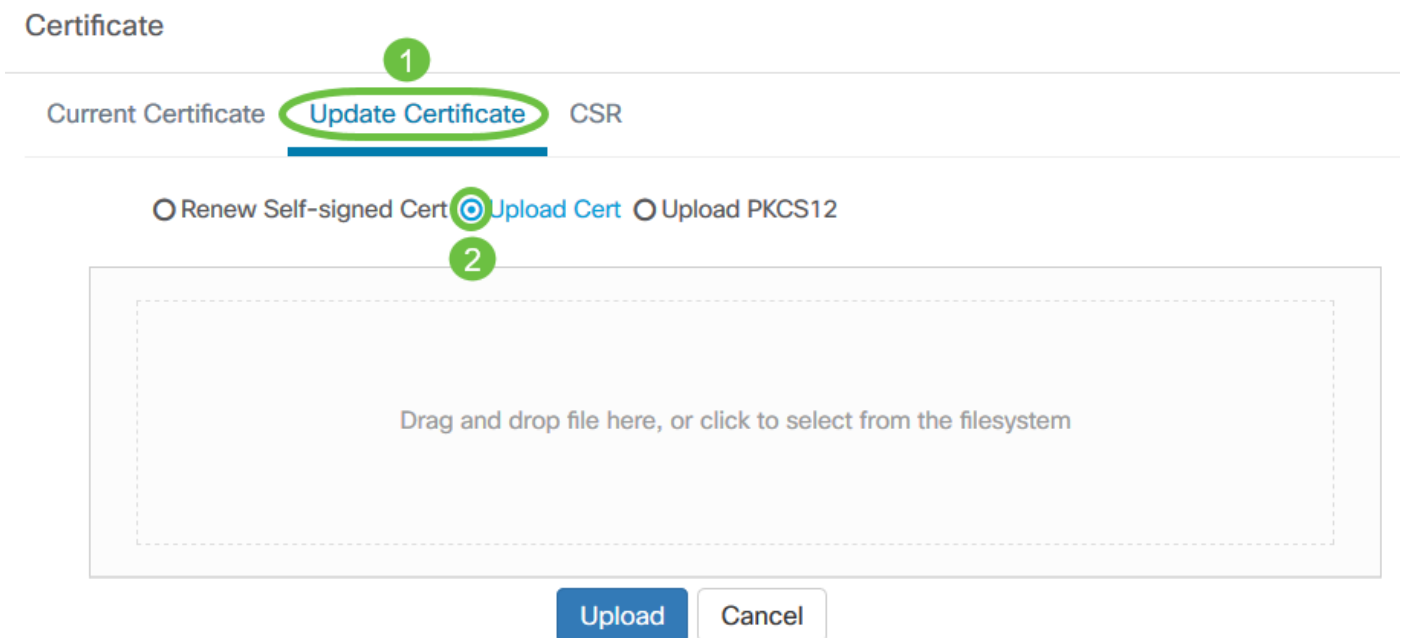 Certificate
1
Current Certificate Update Certificate CSR
Renew Self-signed Cert Upload Cert Upload PKCS12
2
Drag and drop file here, or click to select from the filesystem
Upload Cancel